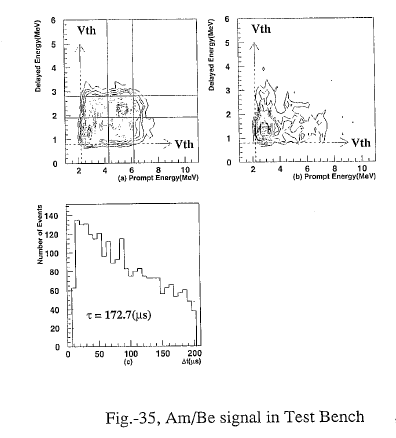 Delayed Energy(MeV)
6
5
4
3
2
1
0
Vth
Vth
2 4 6 8 10
(a) Prompt Energy(MeV)
Delayed Energy(MeV)
6
5
4
3
2
1
0
Vth
Vth
2 4 6 8 10
(b) Prompt Energy(MeV)
Number of Events
140
120
100
80
60
40
20
0
τ = 172.7(μs)
0 50 100 150 200
(c) Δt(μs)
Fig.-35, Am/Be signal in Test Bench